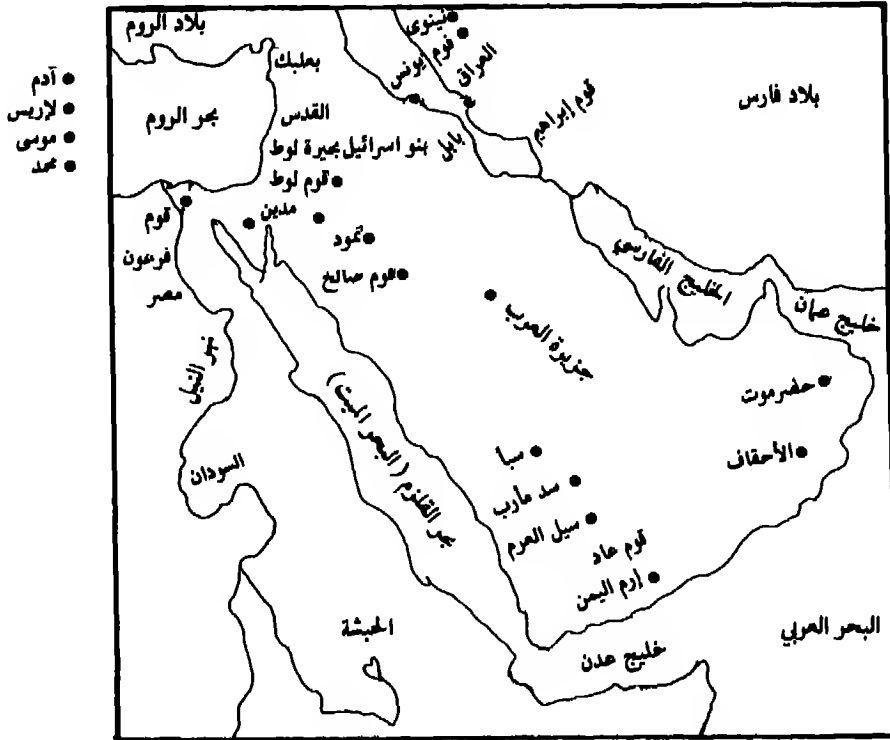 آدم
لإريس
موسى
محمد
بلاد الروم
بحر الروم
بعلبك
القدس
بنو اسرائيل بحيرة لوط
قوم لوط
مدين
ثمود
قوم صالح
نينوى
قوم يونس
العراق
بابل
قوم إبراهيم
بلاد فارس
الخليج الفارسي
خليج عمان
جزيرة العرب
حضرموت
الأحقاف
سبأ
سد مأرب
سيل العرم
قوم عاد
إرم اليمن
قوم
فرعون
مصر
نهر النيل
السودان
بحر القلزم (البحر الميت)
الحبشة
خليج عدن
البحر العربي